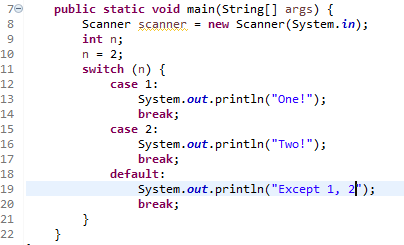 7 public static void main(String[] args) {
8 Scanner scanner = new Scanner(System.in);
9 int n;
10 n = 2;
11 switch (n) {
12 case 1:
13 System.out.println("One!");
14 break;
15 case 2:
16 System.out.println("Two!");
17 break;
18 default:
19 System.out.println("Except 1, 2");
20 break;
21 }
22 }